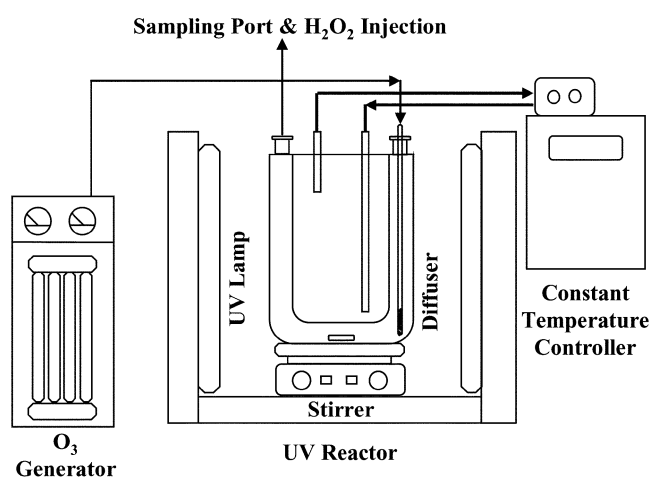 Sampling Port & H₂O₂ Injection
UV Lamp
Diffuser
Constant
Temperature
Controller
Stirrer
O₃
Generator
UV Reactor